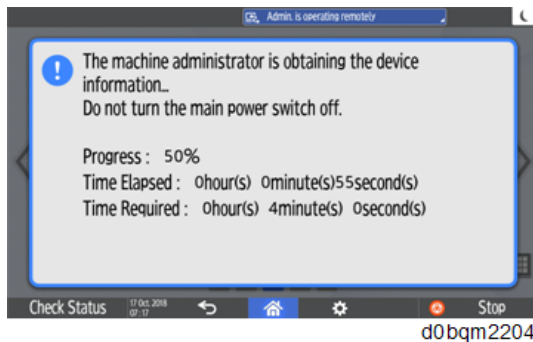 Admin. is operating remotely
The machine administrator is obtaining the device
information...
Do not turn the main power switch off.
Progress : 50%
Time Elapsed : 0hour(s) 0minute(s)55second(s)
Time Required : 0hour(s) 4minute(s) 0second(s)
Check Status
17 Oct. 2018
07:17
Stop
d0bqm2204